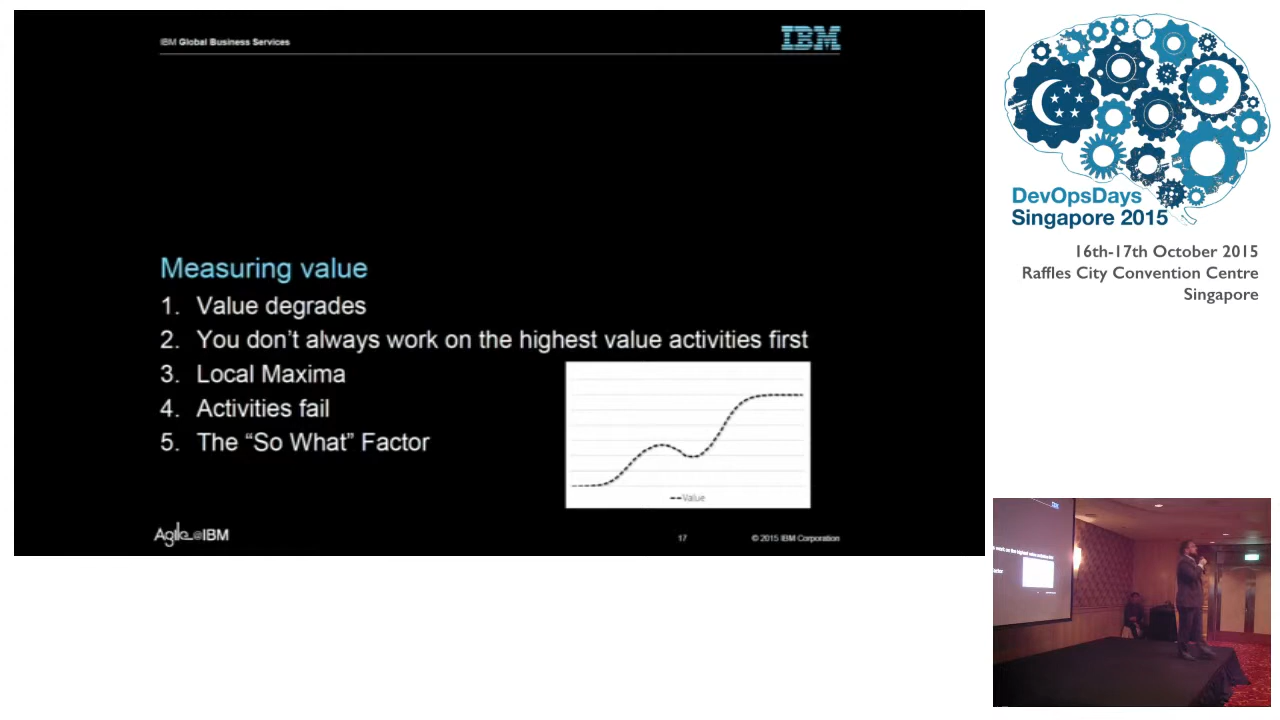 IBM Global Business Services
IBM
Measuring value
1. Value degrades
2. You don’t always work on the highest value activities first
3. Local Maxima
4. Activities fail
5. The “So What” Factor
Value
Agile@IBM
17
© 2015 IBM Corporation
DevOpsDays
Singapore 2015
16th-17th October 2015
Raffles City Convention Centre
Singapore